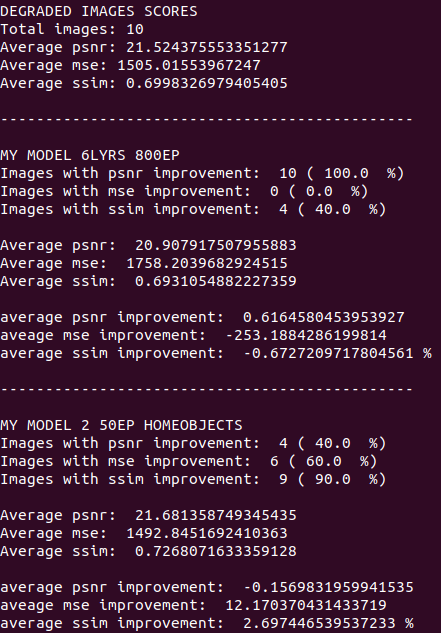 DEGRADED IMAGES SCORES
Total images: 10
Average psnr: 21.524375553351277
Average mse: 1505.01553967247
Average ssim: 0.6998326979405405
----------------------------------------------
MY MODEL 6LYRS 800EP
Images with psnr improvement:  10 ( 100.0  %)
Images with mse improvement:  0 ( 0.0  %)
Images with ssim improvement:  4 ( 40.0  %)
Average psnr:  20.907917507955883
Average mse:  1758.2039682924515
Average ssim:  0.6931054882227359
average psnr improvement:  0.6164580453953927
aveage mse improvement:  -253.1884286199814
average ssim improvement:  -0.6727209717804561 %
----------------------------------------------
MY MODEL 2 50EP HOMEOBJECTS
Images with psnr improvement:  4 ( 40.0  %)
Images with mse improvement:  6 ( 60.0  %)
Images with ssim improvement:  9 ( 90.0  %)
Average psnr:  21.681358749345435
Average mse:  1492.8451692410363
Average ssim:  0.7268071633359128
average psnr improvement:  -0.1569831959941535
aveage mse improvement:  12.170370431433719
average ssim improvement:  2.697446539537233 %